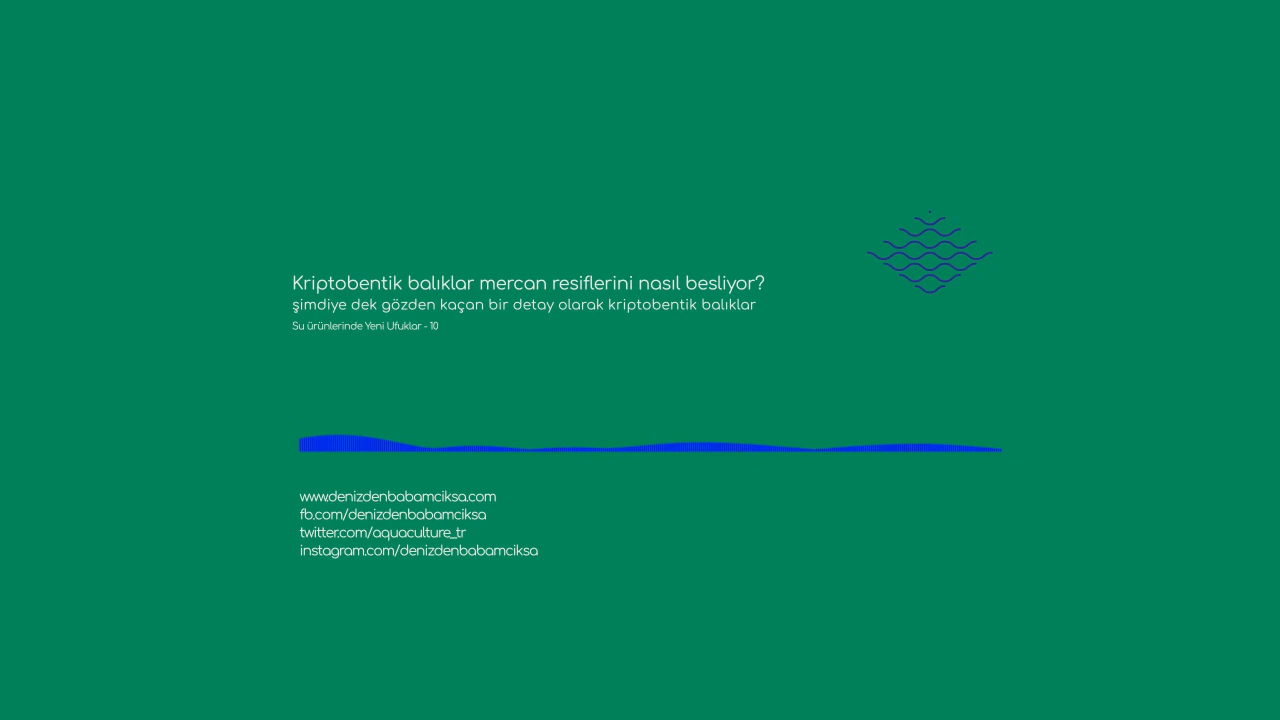 Kriptobentik balıklar mercan resiflerini nasıl besliyor?
şimdiye dek gözden kaçan bir detay olarak kriptobentik balıklar
Su ürünlerinde Yeni Ufuklar - 10
www.denizdenbabamciksa.com
fb.com/denizdenbabamciksa
twitter.com/aquaculture_tr
instagram.com/denizdenbabamciksa